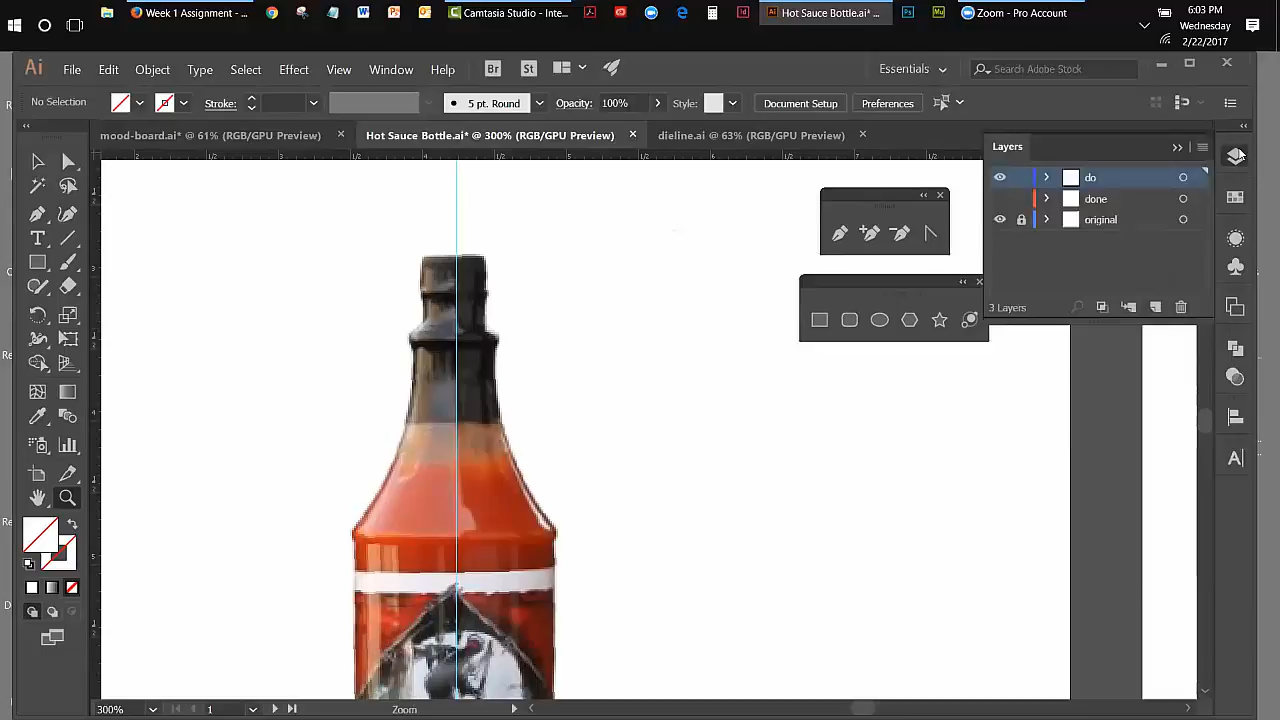 Week 1 Assignment - ...
Camtasia Studio - Inte...
Hot Sauce Bottle.ai* ...
Zoom - Pro Account
6:03 PM
Wednesday
2/22/2017
Ai File Edit Object Type Select Effect View Window Help Br St Essentials Search Adobe Stock
No Selection Stroke: 5 pt. Round Opacity: 100% Style: Document Setup Preferences
mood-board.ai* @ 61% (RGB/GPU Preview) Hot Sauce Bottle.ai* @ 300% (RGB/GPU Preview) dieline.ai @ 63% (RGB/GPU Preview)
Layers
do
done
original
3 Layers
300% 1 Zoom